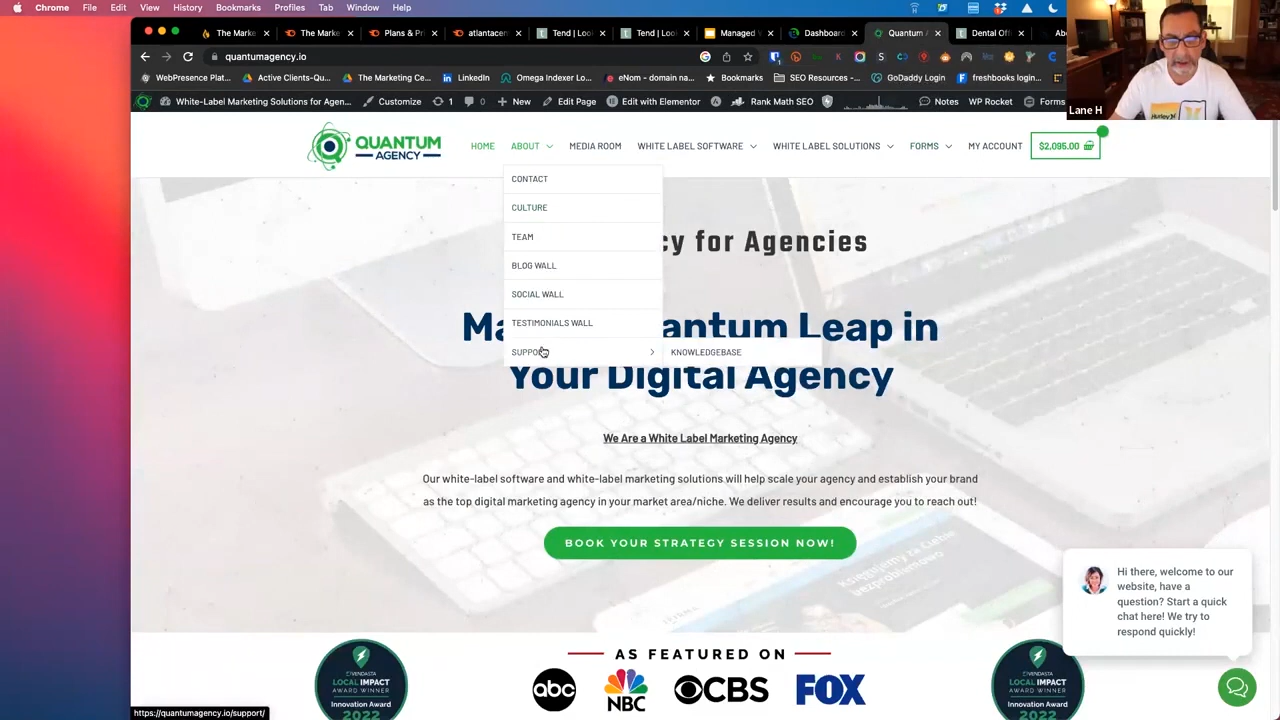 Chrome File Edit View History Bookmarks Profiles Tab Window Help
The Marke The Mark Plans & Pr atlantacer Tend | Loo Tend | Loo Managed Dashboard Quantum A Dental Off Abo
quantumagency.io
WebPresence Plat... Active Clients-Qu... The Marketing Ce... LinkedIn Omega Indexer Lo... eNom - domain na... Bookmarks SEO Resources -... GoDaddy Login freshbooks login...
White-Label Marketing Solutions for Agen... Customize 1 0 New Edit Page Edit with Elementor Rank Math SEO Notes WP Rocket Forms
Lane H
QUANTUM
AGENCY
HOME ABOUT MEDIA ROOM WHITE LABEL SOFTWARE WHITE LABEL SOLUTIONS FORMS MY ACCOUNT $2,095.00
CONTACT
CULTURE
TEAM
BLOG WALL
SOCIAL WALL
TESTIMONIALS WALL
SUPPORT KNOWLEDGEBASE
cy for Agencies
Ma antum Leap in
Your Digital Agency
We Are a White Label Marketing Agency
Our white-label software and white-label marketing solutions will help scale your agency and establish your brand
as the top digital marketing agency in your market area/niche. We deliver results and encourage you to reach out!
BOOK YOUR STRATEGY SESSION NOW!
Hi there, welcome to our
website, have a
question? Start a quick
chat here! We try to
respond quickly!
AS FEATURED ON
abc NBC CBS FOX
VENDASTA
LOCAL IMPACT
AWARD WINNER
Innovation Award
2022
VENDASTA
LOCAL IMPACT
AWARD WINNER
Innovation Award
2022
https://quantumagency.io/support/